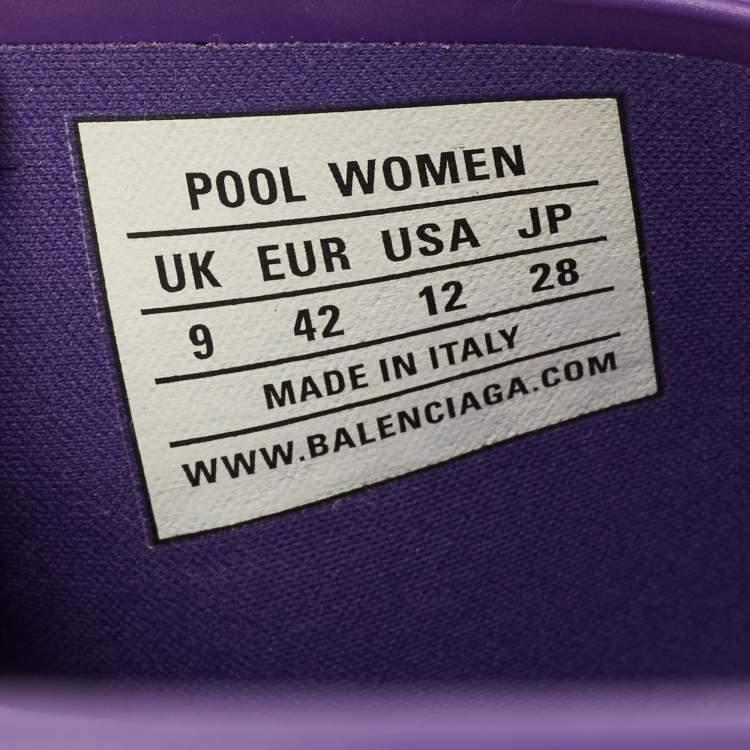 POOL WOMEN
UK EUR USA JP
9 42 12 28
MADE IN ITALY
WWW.BALENCIAGA.COM